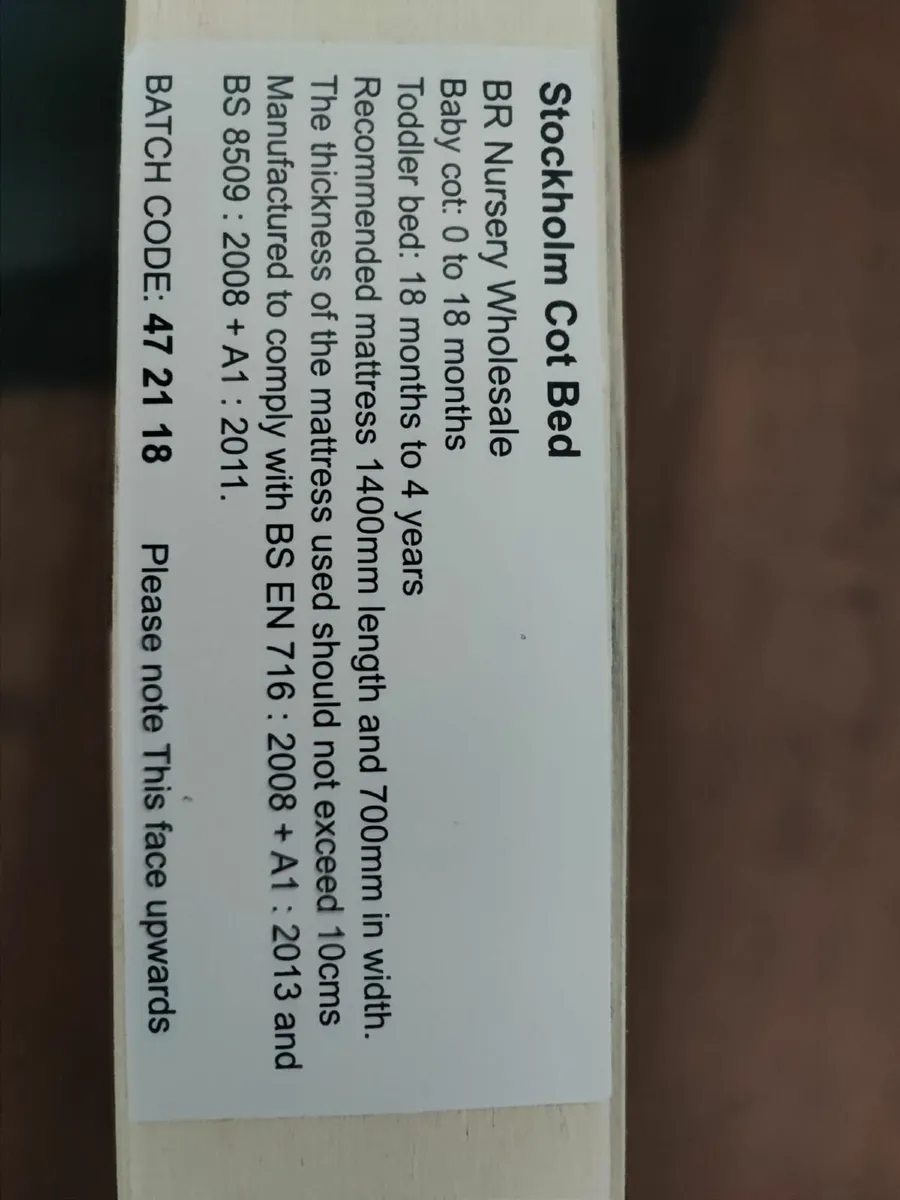 Stockholm Cot Bed
BR Nursery Wholesale
Baby cot: 0 to 18 months
Toddler bed: 18 months to 4 years
Recommended mattress 1400mm length and 700mm in width.
The thickness of the mattress used should not exceed 10cms
Manufactured to comply with BS EN 716 : 2008 + A1 : 2013 and
BS 8509 : 2008 + A1 : 2011.
BATCH CODE: 47 21 18 Please note This face upwards